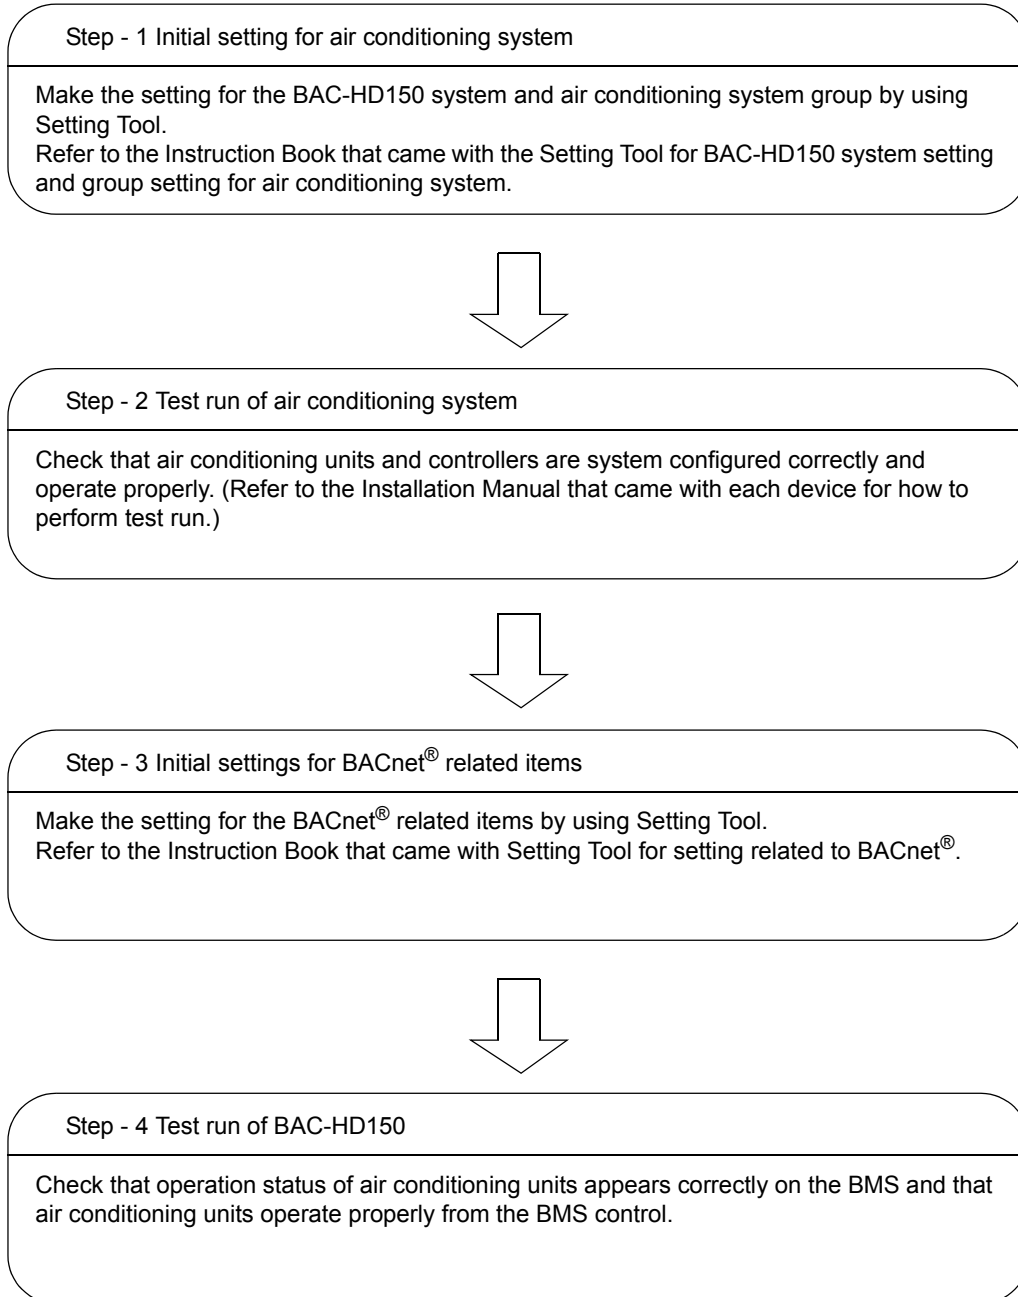 Step - 1 Initial setting for air conditioning system
Make the setting for the BAC-HD150 system and air conditioning system group by using
Setting Tool.
Refer to the Instruction Book that came with the Setting Tool for BAC-HD150 system setting
and group setting for air conditioning system.
Step - 2 Test run of air conditioning system
Check that air conditioning units and controllers are system configured correctly and
operate properly. (Refer to the Installation Manual that came with each device for how to
perform test run.)
Step - 3 Initial settings for BACnet® related items
Make the setting for the BACnet® related items by using Setting Tool.
Refer to the Instruction Book that came with Setting Tool for setting related to BACnet®.
Step - 4 Test run of BAC-HD150
Check that operation status of air conditioning units appears correctly on the BMS and that
air conditioning units operate properly from the BMS control.